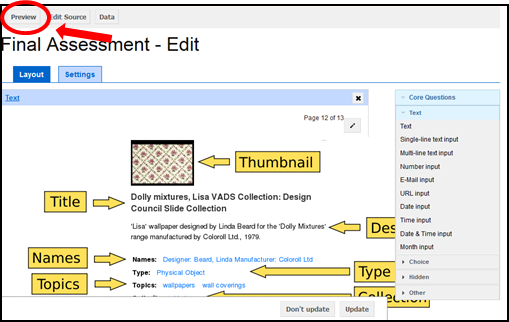 Preview Edit Source Data
Final Assessment - Edit
Layout Settings
Text
Page 12 of 13
Thumbnail
Title
Dolly mixtures, Lisa VADS Collection: Design
Council Slide Collection
'Lisa' wallpaper designed by Linda Beard for the 'Dolly Mixtures'
range manufactured by Coloroll Ltd., 1979.
Des
Names
Names: Designer: Beard, Linda Manufacturer: Coloroll Ltd
Type: Physical Object
Type
Topics
Topics: wallpapers wall coverings
Collection
Don't update Update
Core Questions
Text
Text
Single-line text input
Multi-line text input
Number input
E-Mail input
URL input
Date input
Time input
Date & Time input
Month input
Choice
Hidden
Other